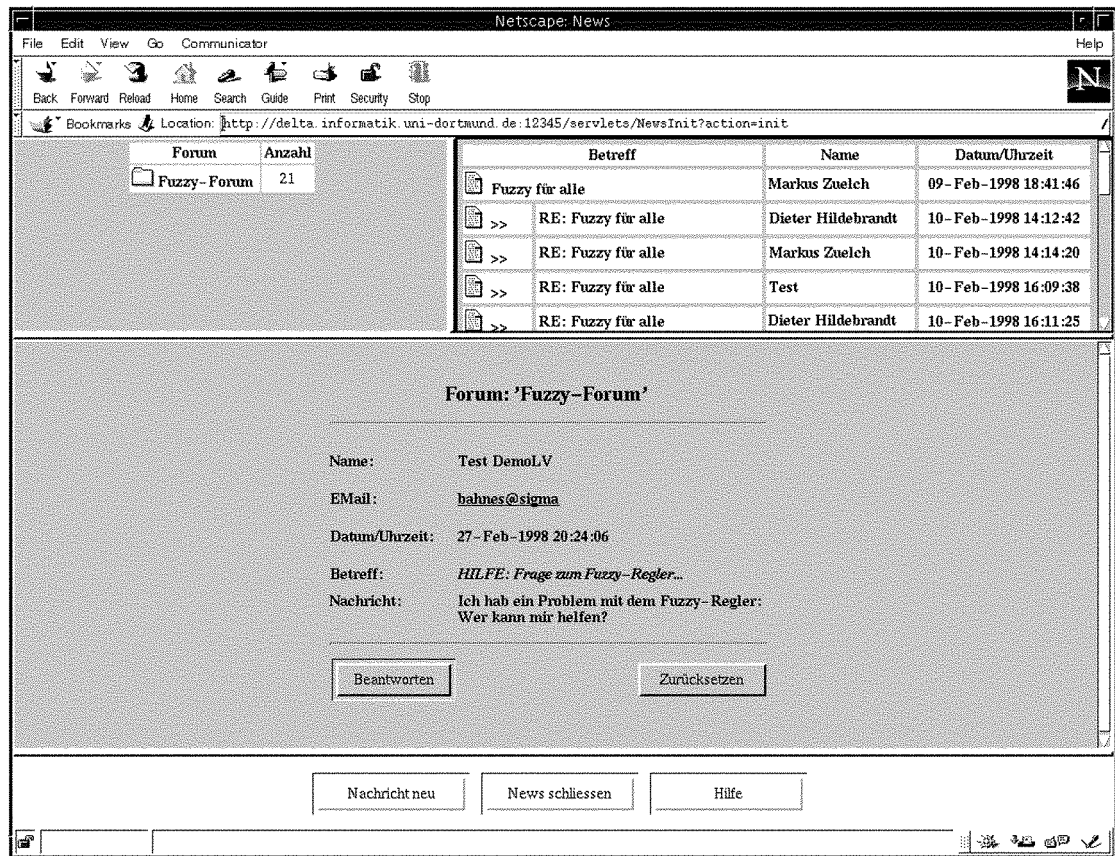 Netscape: News
File Edit View Go Communicator Help
Back Forward Reload Home Search Guide Print Security Stop
N
Bookmarks Location: http://delta.informatik.uni-dortmund.de:12345/servlets/NewsInit?action=init
Forum Anzahl
Fuzzy-Forum 21
Betreff Name Datum/Uhrzeit
Fuzzy für alle Markus Zuelch 09-Feb-1998 18:41:46
>> RE: Fuzzy für alle Dieter Hildebrandt 10-Feb-1998 14:12:42
>> RE: Fuzzy für alle Markus Zuelch 10-Feb-1998 14:14:20
>> RE: Fuzzy für alle Test 10-Feb-1998 16:09:38
>> RE: Fuzzy für alle Dieter Hildebrandt 10-Feb-1998 16:11:25
Forum: 'Fuzzy-Forum'
Name: Test DemoLV
EMail: bahnes@sigma
Datum/Uhrzeit: 27-Feb-1998 20:24:06
Betreff: HILFE: Frage zum Fuzzy-Regler...
Nachricht: Ich hab ein Problem mit dem Fuzzy-Regler:
Wer kann mir helfen?
Beantworten Zurücksetzen
Nachricht neu News schliessen Hilfe